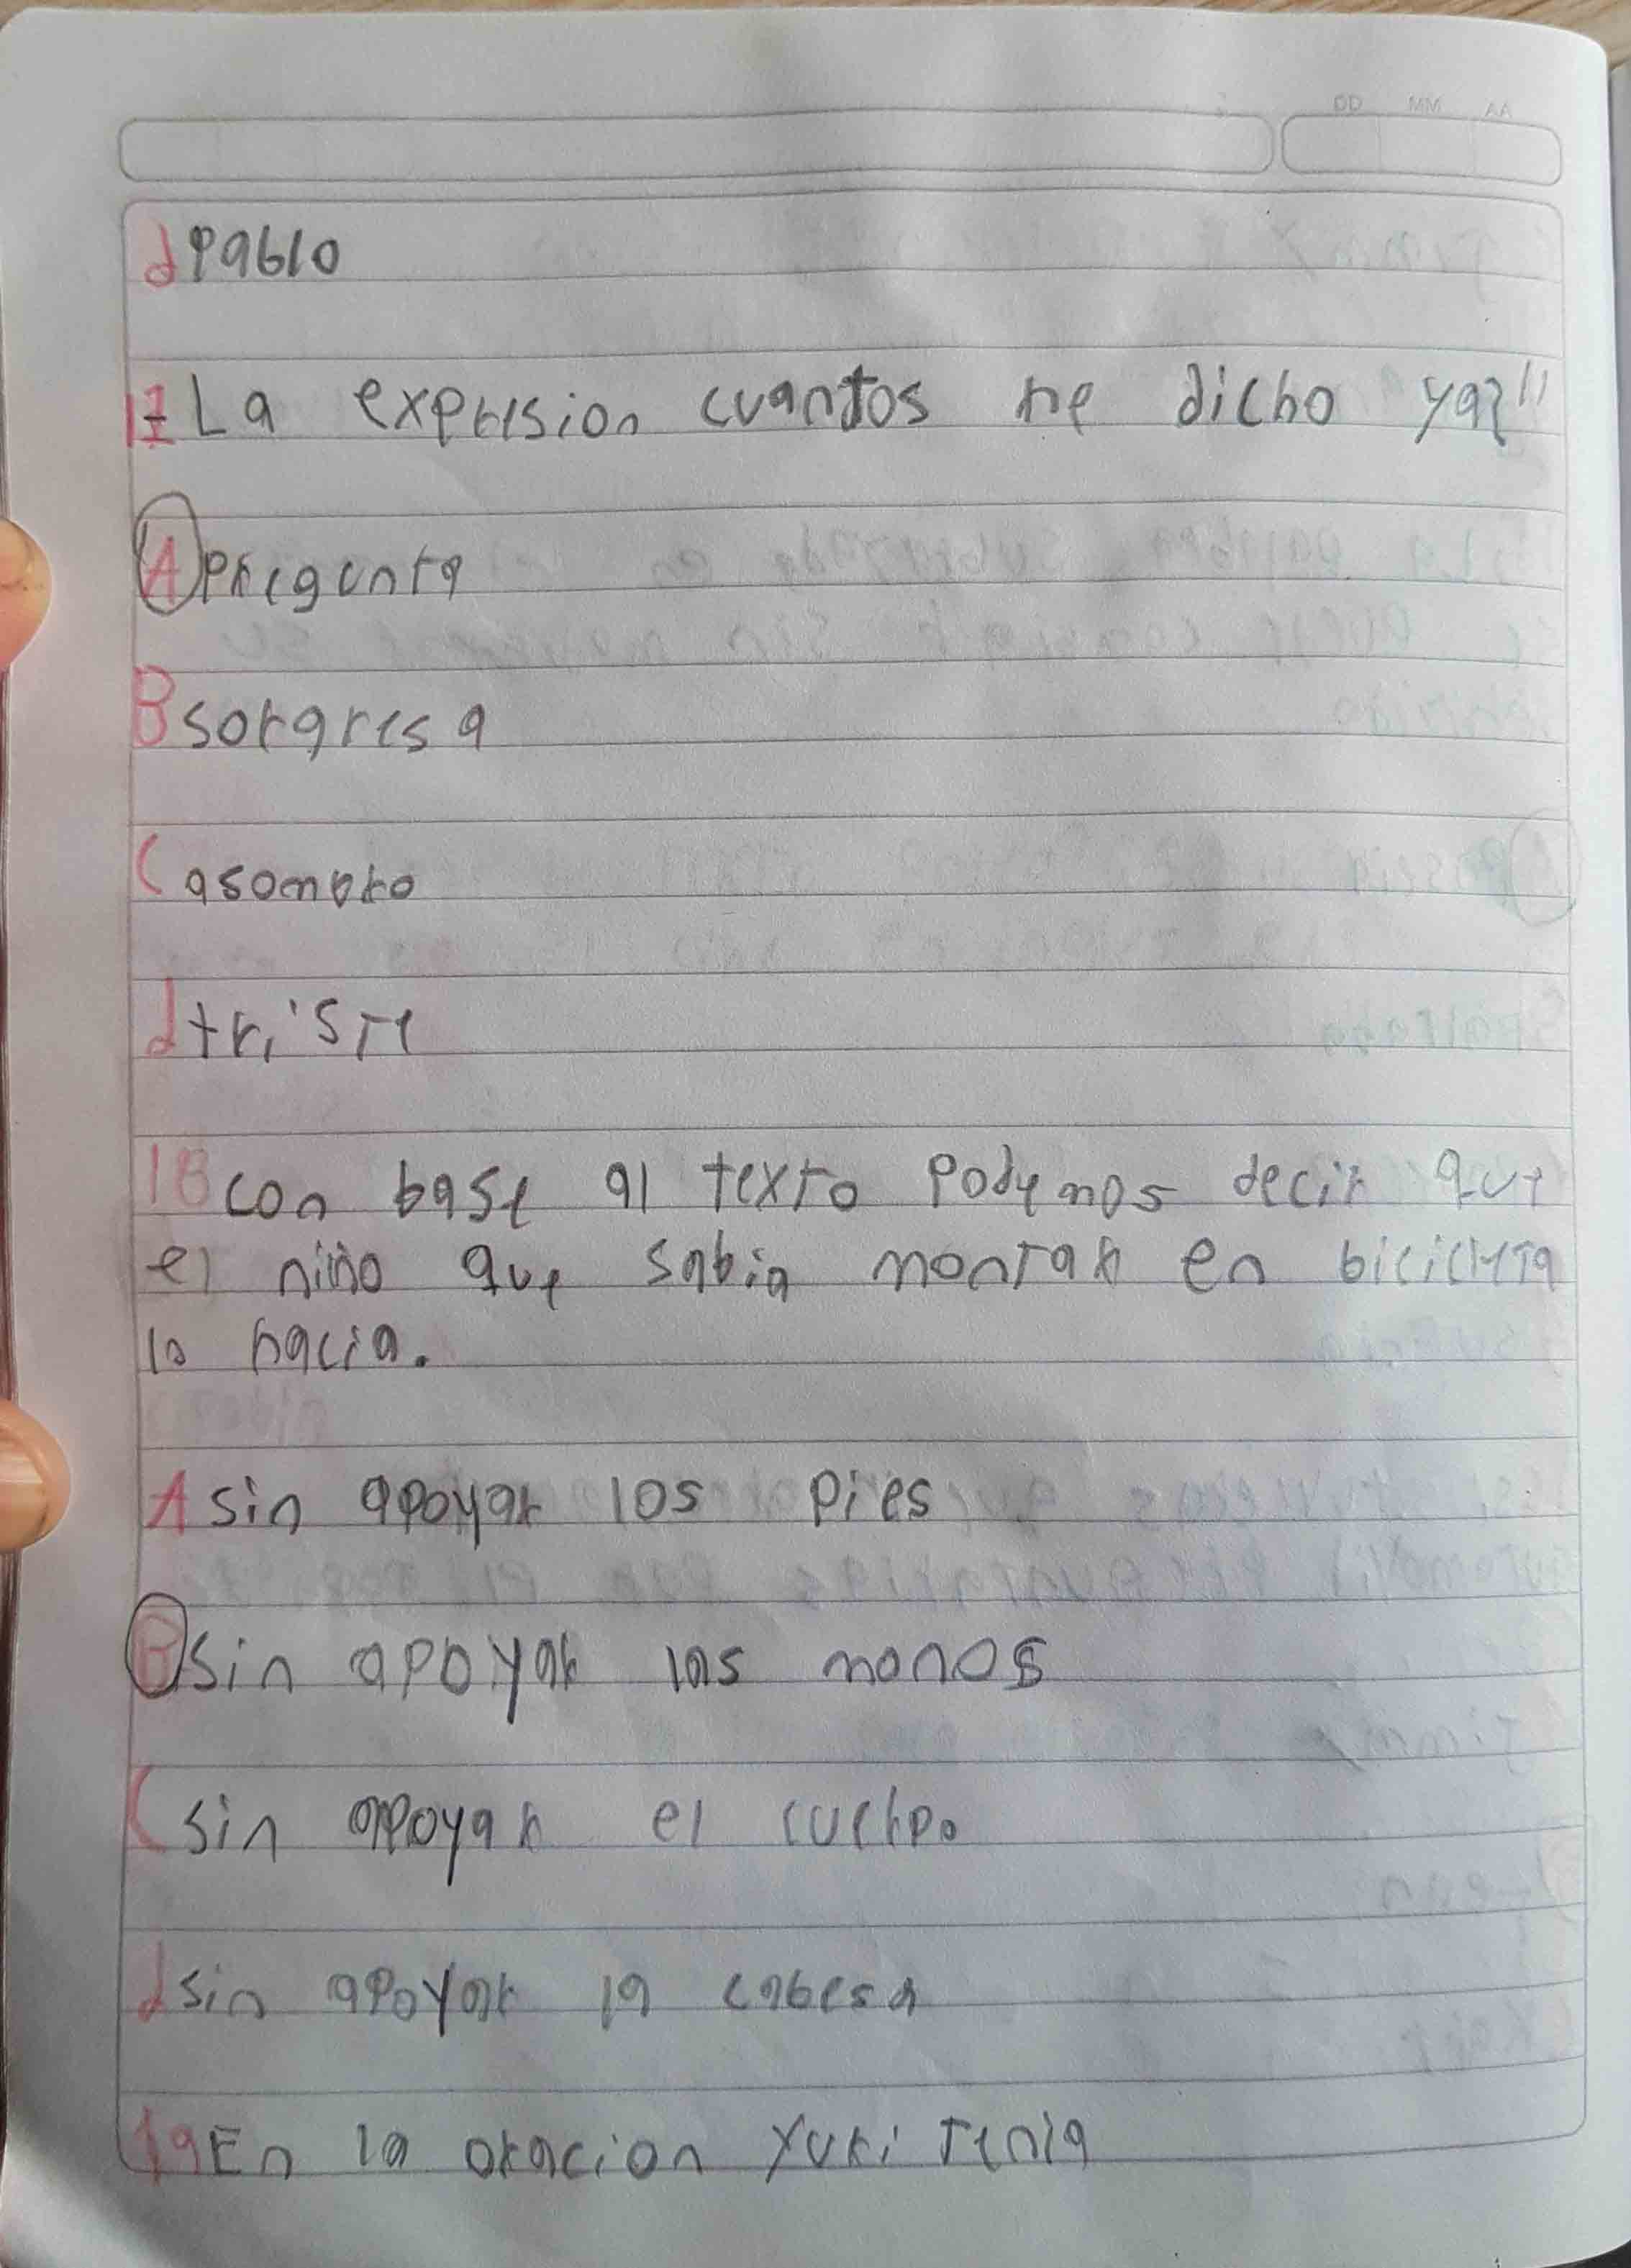 DD MM AA
d Pablo
17 La expresion cuantos he dicho ya?"
A Pregunta
B sorpresa
C asombro
d triste
18 con base al texto podemos decir que
el niño que sabia montar en bicicleta
lo hacia.
A sin apoyar los pies
B sin apoyar las manos
C sin apoyar el cuerpo
d sin apoyar la cabesa
19 En la oracion Yuki Tenia